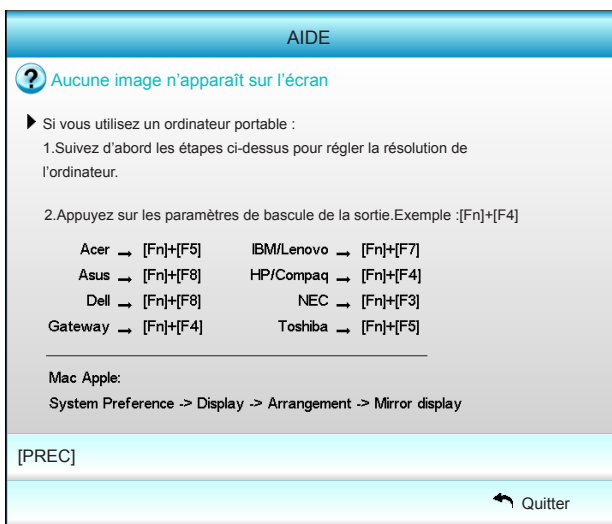 AIDE
? Aucune image n'apparaît sur l'écran
Si vous utilisez un ordinateur portable :
1.Suivez d'abord les étapes ci-dessus pour régler la résolution de
l'ordinateur.
2.Appuyez sur les paramètres de bascule de la sortie.Exemple :[Fn]+[F4]
Acer → [Fn]+[F5] IBM/Lenovo → [Fn]+[F7]
Asus → [Fn]+[F8] HP/Compaq → [Fn]+[F4]
Dell → [Fn]+[F8] NEC → [Fn]+[F3]
Gateway → [Fn]+[F4] Toshiba → [Fn]+[F5]
Mac Apple:
System Preference -> Display -> Arrangement -> Mirror display
[PREC]
Quitter